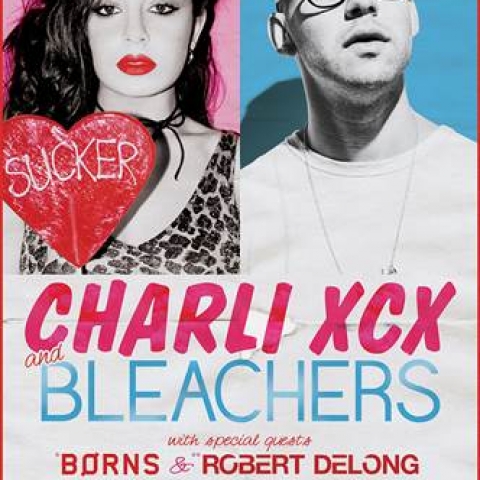 SUCKER
CHARLI XCX
and
BLEACHERS
with special guests
BØRNS & ROBERT DELONG